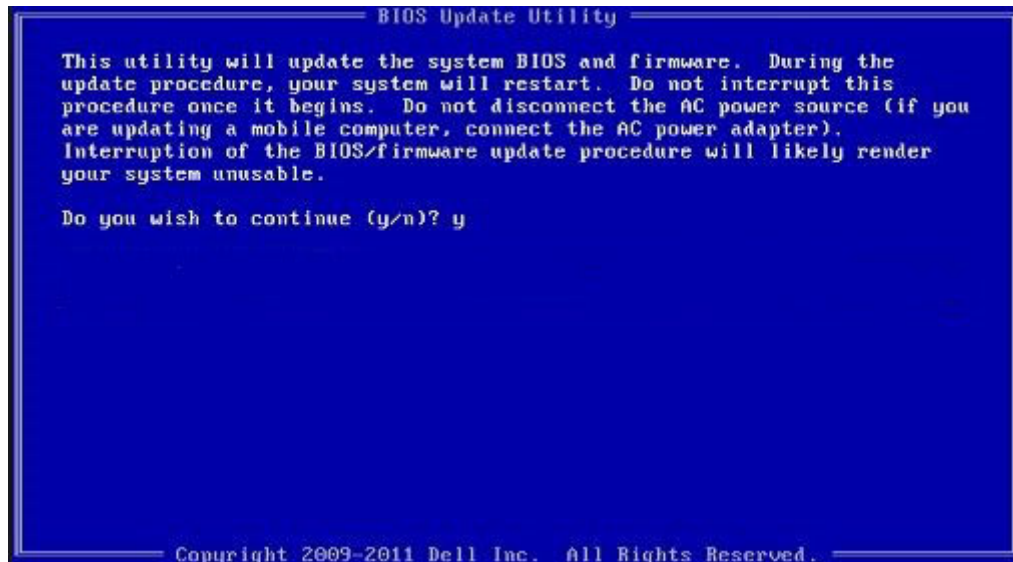 BIOS Update Utility
This utility will update the system BIOS and firmware. During the
update procedure, your system will restart. Do not interrupt this
procedure once it begins. Do not disconnect the AC power source (if you
are updating a mobile computer, connect the AC power adapter).
Interruption of the BIOS/firmware update procedure will likely render
your system unusable.
Do you wish to continue (y/n)? y
Copyright 2009-2011 Dell Inc. All Rights Reserved.